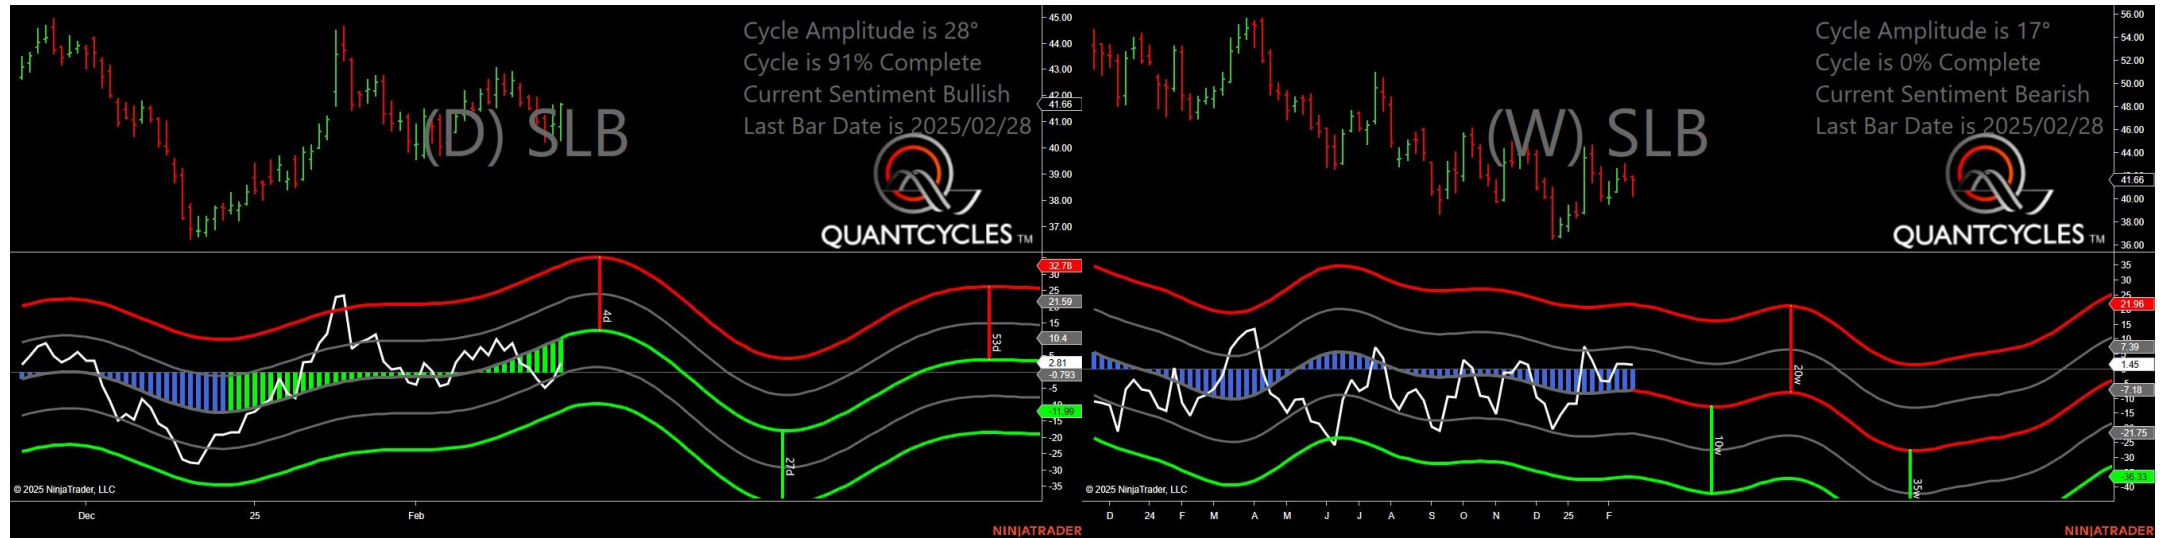 Cycle Amplitude is 28°
Cycle is 91% Complete
Current Sentiment Bullish
Last Bar Date is 2025/02/28
(D) SLB
QUANTCYCLES TM
45.00
44.00
43.00
42.00
41.66
41.00
40.00
39.00
38.00
37.00
32.78
30
25
21.59
15
10.4
2.81
-0.793
-5
-11.99
-15
-20
-25
-30
-35
4d
27d
53d
© 2025 NinjaTrader, LLC
Dec
25
Feb
NINJATRADER
Cycle Amplitude is 17°
Cycle is 0% Complete
Current Sentiment Bearish
Last Bar Date is 2025/02/28
(W) SLB
QUANTCYCLES TM
56.00
54.00
52.00
50.00
48.00
46.00
44.00
41.66
40.00
38.00
36.00
35
30
21.96
15
10
7.39
1.45
-7.18
-10
-15
-21.75
-25
-30
-36.33
-40
10w
20w
35w
© 2025 NinjaTrader, LLC
D
24
F
M
A
M
J
J
A
S
O
N
D
25
F
NINJATRADER